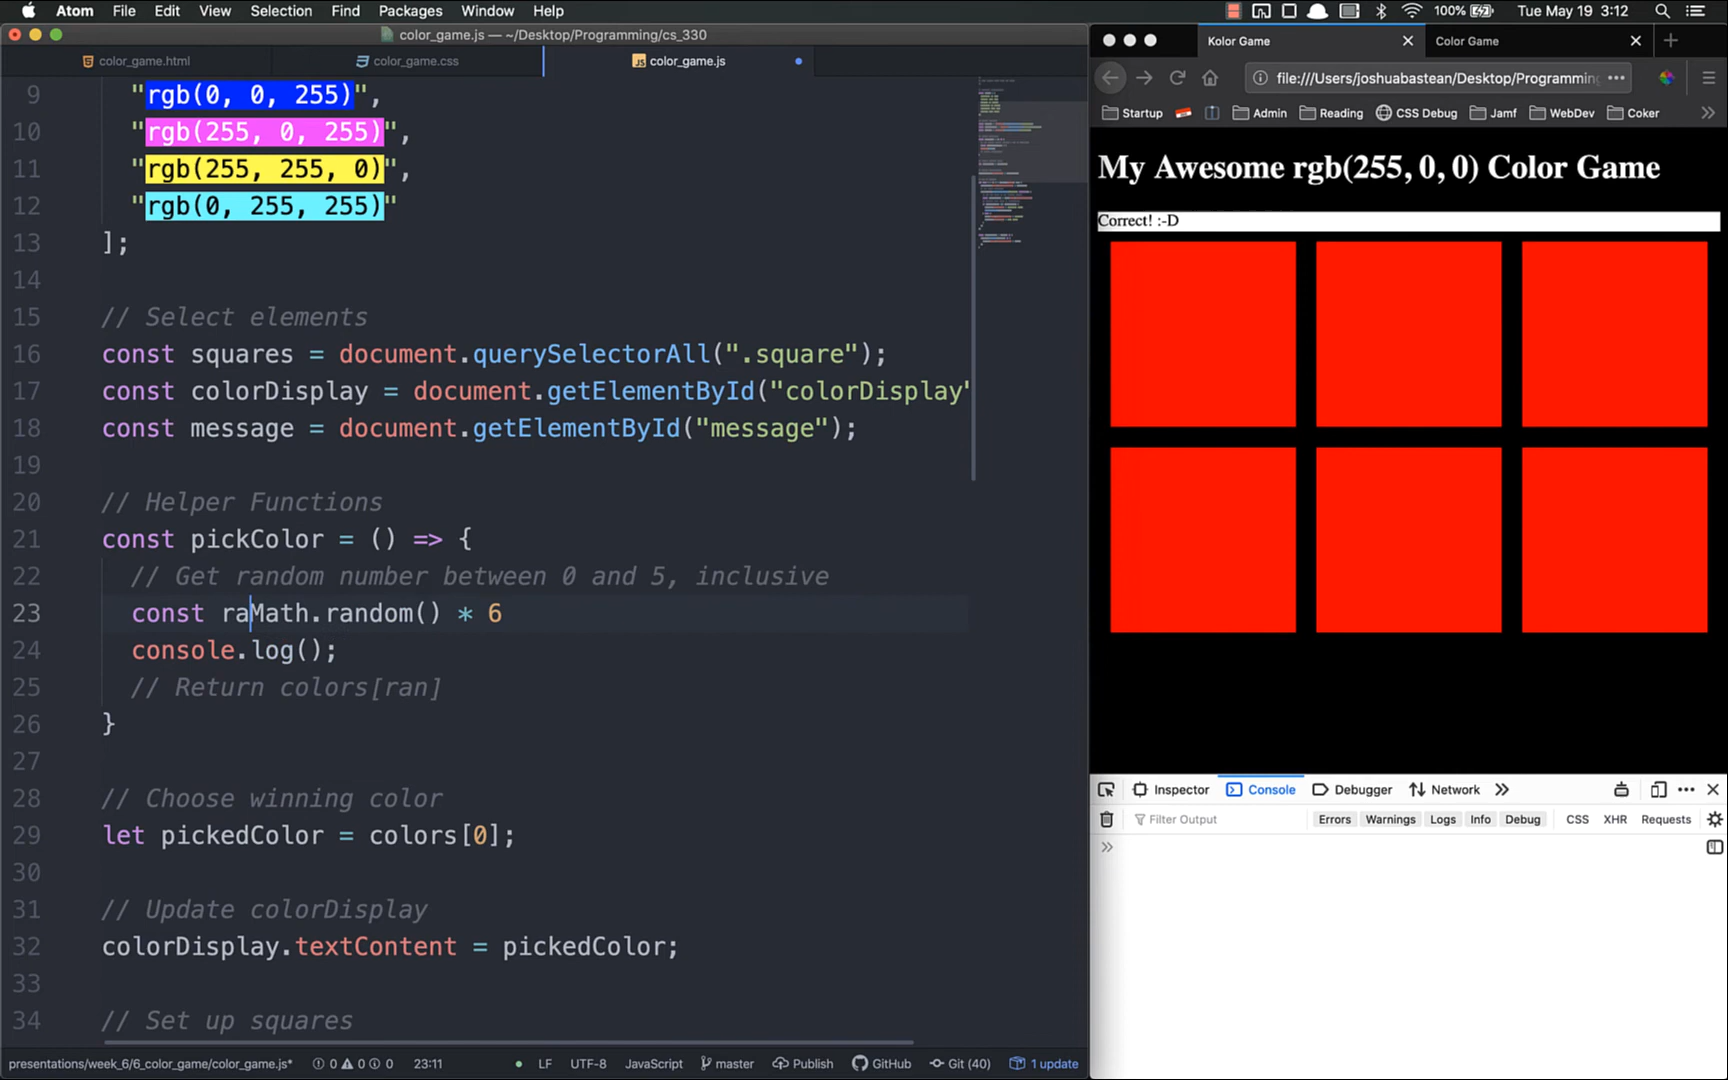 Atom File Edit View Selection Find Packages Window Help 100% Tue May 19 3:12
color_game.js — ~/Desktop/Programming/cs_330
color_game.html color_game.css color_game.js
9 "rgb(0, 0, 255)",
10 "rgb(255, 0, 255)",
11 "rgb(255, 255, 0)",
12 "rgb(0, 255, 255)"
13 ];
14
15 // Select elements
16 const squares = document.querySelectorAll(".square");
17 const colorDisplay = document.getElementById("colorDisplay"
18 const message = document.getElementById("message");
19
20 // Helper Functions
21 const pickColor = () => {
22 // Get random number between 0 and 5, inclusive
23 const raMath.random() * 6
24 console.log();
25 // Return colors[ran]
26 }
27
28 // Choose winning color
29 let pickedColor = colors[0];
30
31 // Update colorDisplay
32 colorDisplay.textContent = pickedColor;
33
34 // Set up squares
presentations/week_6/6_color_game/color_game.js* 0 0 0 23:11 LF UTF-8 JavaScript master Publish GitHub Git (40) 1 update
Kolor Game Color Game
file:///Users/joshuabastean/Desktop/Programming
Startup Admin Reading CSS Debug Jamf WebDev Coker
My Awesome rgb(255, 0, 0) Color Game
Correct! :-D
Inspector Console Debugger Network
Filter Output Errors Warnings Logs Info Debug CSS XHR Requests